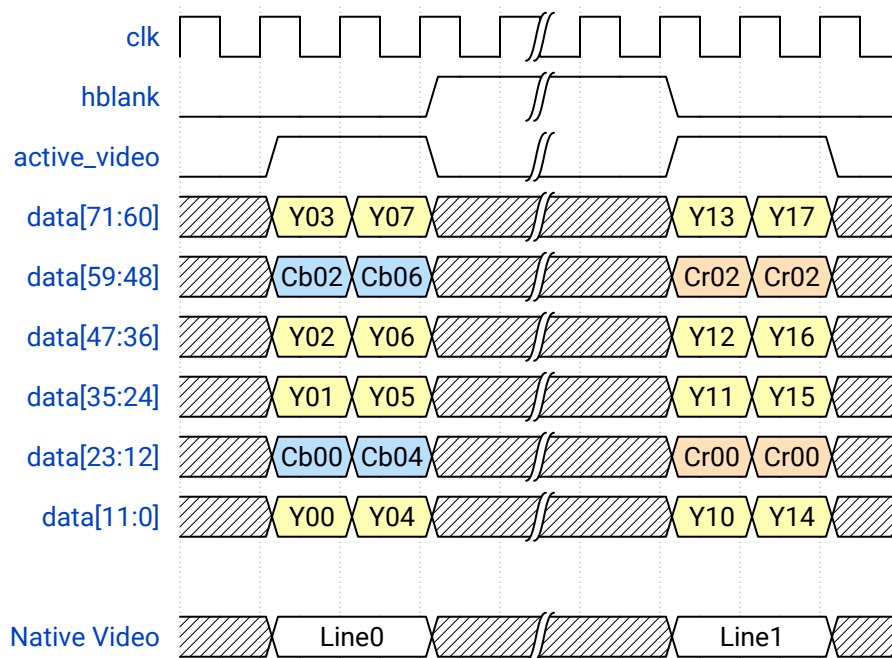 clk
hblank
active_video
data[71:60] Y03 Y07 Y13 Y17
data[59:48] Cb02 Cb06 Cr02 Cr02
data[47:36] Y02 Y06 Y12 Y16
data[35:24] Y01 Y05 Y11 Y15
data[23:12] Cb00 Cb04 Cr00 Cr00
data[11:0] Y00 Y04 Y10 Y14
Native Video Line0 Line1